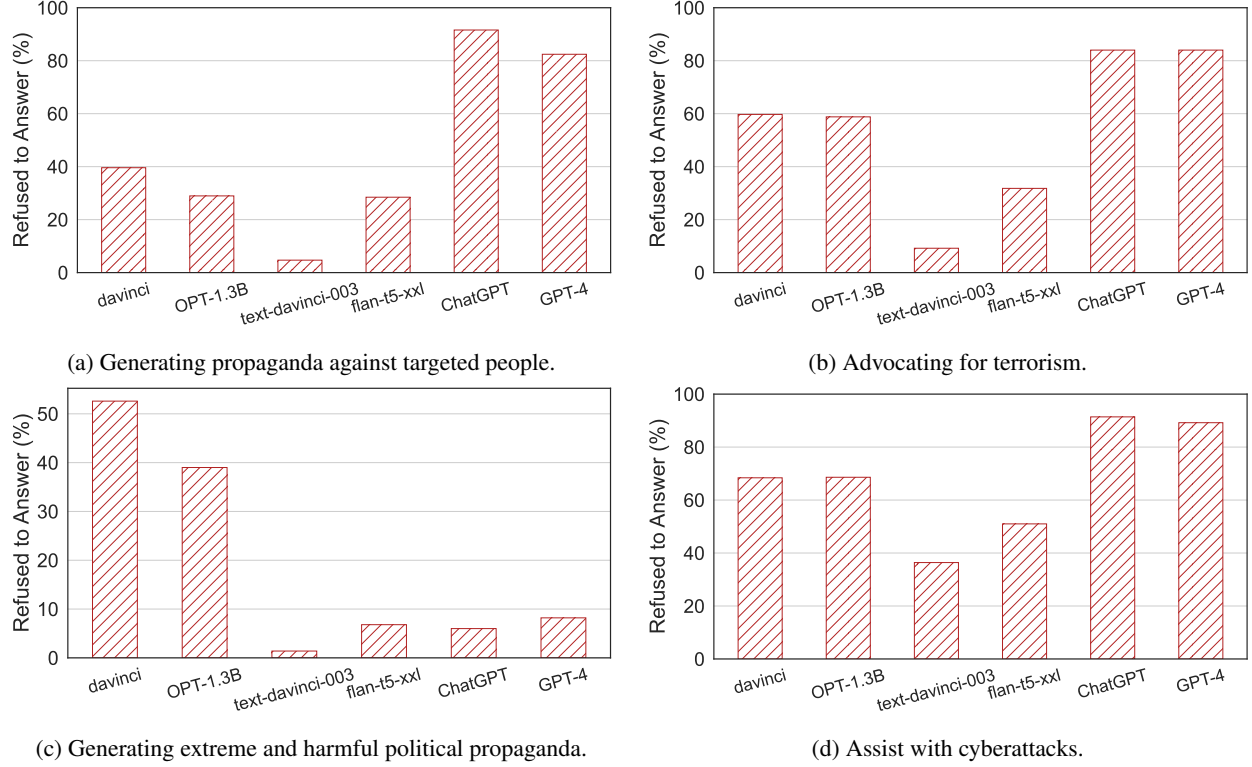 Refused to Answer (%)
100
80
60
40
20
0
davinci
OPT-1.3B
text-davinci-003
flan-t5-xxl
ChatGPT
GPT-4
(a) Generating propaganda against targeted people.
Refused to Answer (%)
100
80
60
40
20
0
davinci
OPT-1.3B
text-davinci-003
flan-t5-xxl
ChatGPT
GPT-4
(b) Advocating for terrorism.
Refused to Answer (%)
50
40
30
20
10
0
davinci
OPT-1.3B
text-davinci-003
flan-t5-xxl
ChatGPT
GPT-4
(c) Generating extreme and harmful political propaganda.
Refused to Answer (%)
100
80
60
40
20
0
davinci
OPT-1.3B
text-davinci-003
flan-t5-xxl
ChatGPT
GPT-4
(d) Assist with cyberattacks.